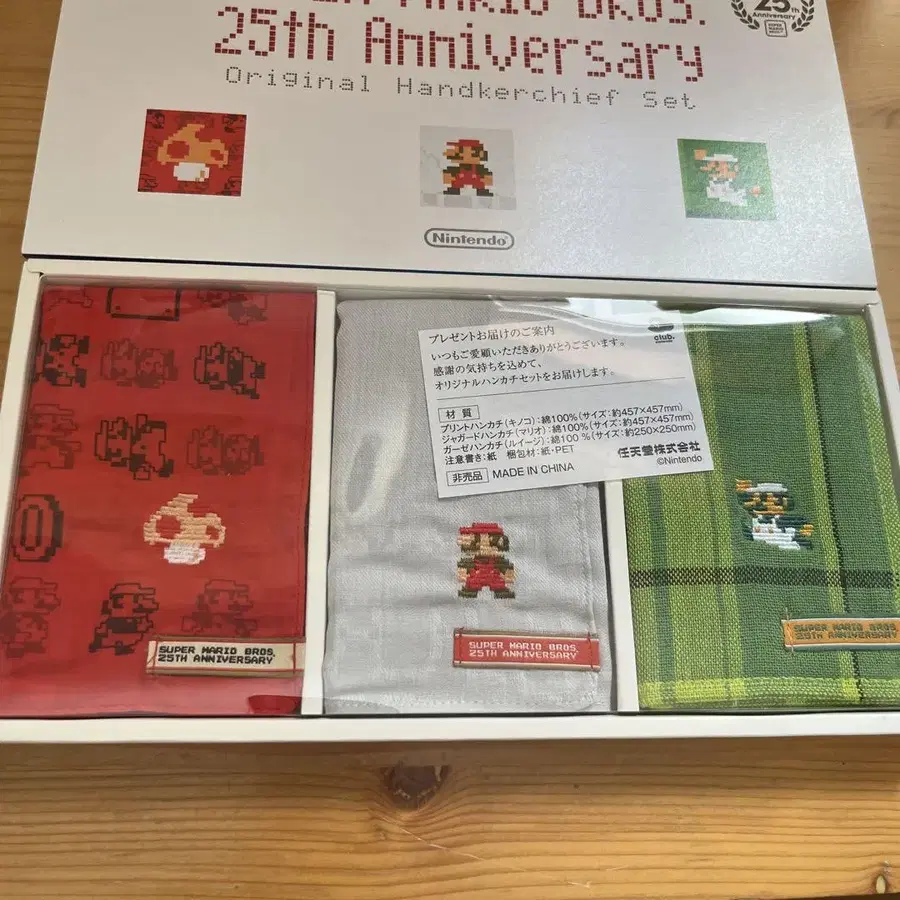 MARIO BROS.
25th Anniversary
Original Handkerchief Set
25th
Anniversary
SUPER
MARIO
BROS.
Nintendo
club.
プレゼントお届けのご案内
いつもご愛顧いただきありがとうございます。
感謝の気持ちを込めて、
オリジナルハンカチセットをお届けします。
材質
プリントハンカチ(キノコ):綿100%(サイズ:約457×457mm)
ジャガードハンカチ(マリオ):綿100%(サイズ:約457×457mm)
ガーゼハンカチ(ルイージ):綿100%(サイズ:約250×250mm)
注意書き:紙 梱包材:紙・PET
任天堂株式会社
©Nintendo
非売品 MADE IN CHINA
SUPER MARIO BROS.
25TH ANNIVERSARY
SUPER MARIO BROS.
25TH ANNIVERSARY
SUPER MARIO BROS
25TH ANNIVERSARY